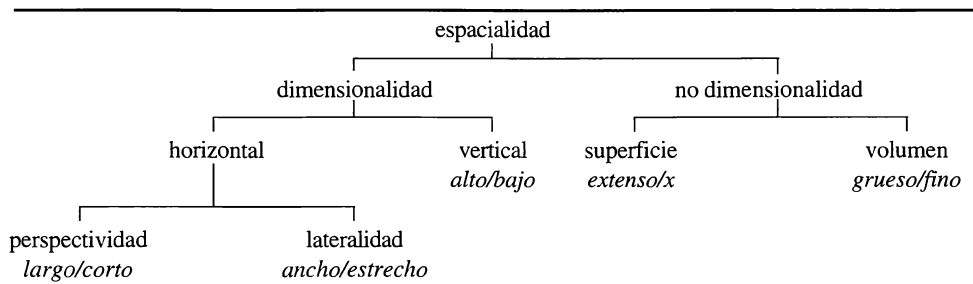 espacialidad
dimensionalidad no dimensionalidad
horizontal vertical superficie volumen
alto/bajo extenso/x grueso/fino
perspectividad lateralidad
largo/corto ancho/estrecho